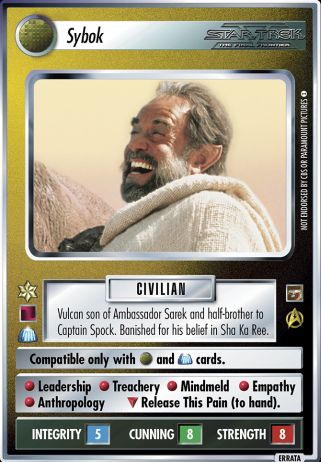 Sybok
STAR TREK V
THE FINAL FRONTIER
NOT ENDORSED BY CBS OR PARAMOUNT PICTURES
CIVILIAN
Vulcan son of Ambassador Sarek and half-brother to
Captain Spock. Banished for his belief in Sha Ka Ree.
Compatible only with and cards.
Leadership Treachery Mindmeld Empathy
Anthropology Release This Pain (to hand).
INTEGRITY 5 CUNNING 8 STRENGTH 8
ERRATA